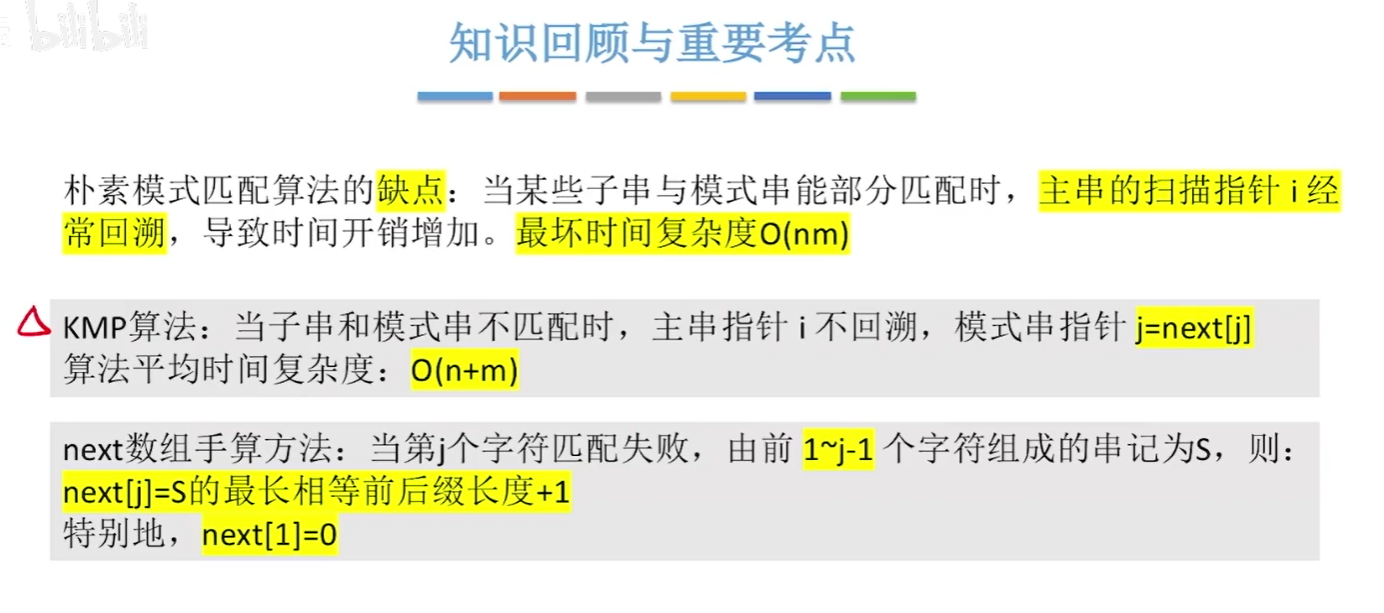 bilibili
知识回顾与重要考点
朴素模式匹配算法的缺点：当某些子串与模式串能部分匹配时，主串的扫描指针 i 经
常回溯，导致时间开销增加。最坏时间复杂度O(nm)
KMP算法：当子串和模式串不匹配时，主串指针 i 不回溯，模式串指针 j=next[j]
算法平均时间复杂度：O(n+m)
next数组手算方法：当第j个字符匹配失败，由前 1~j-1 个字符组成的串记为S，则：
next[j]=S的最长相等前后缀长度+1
特别地，next[1]=0